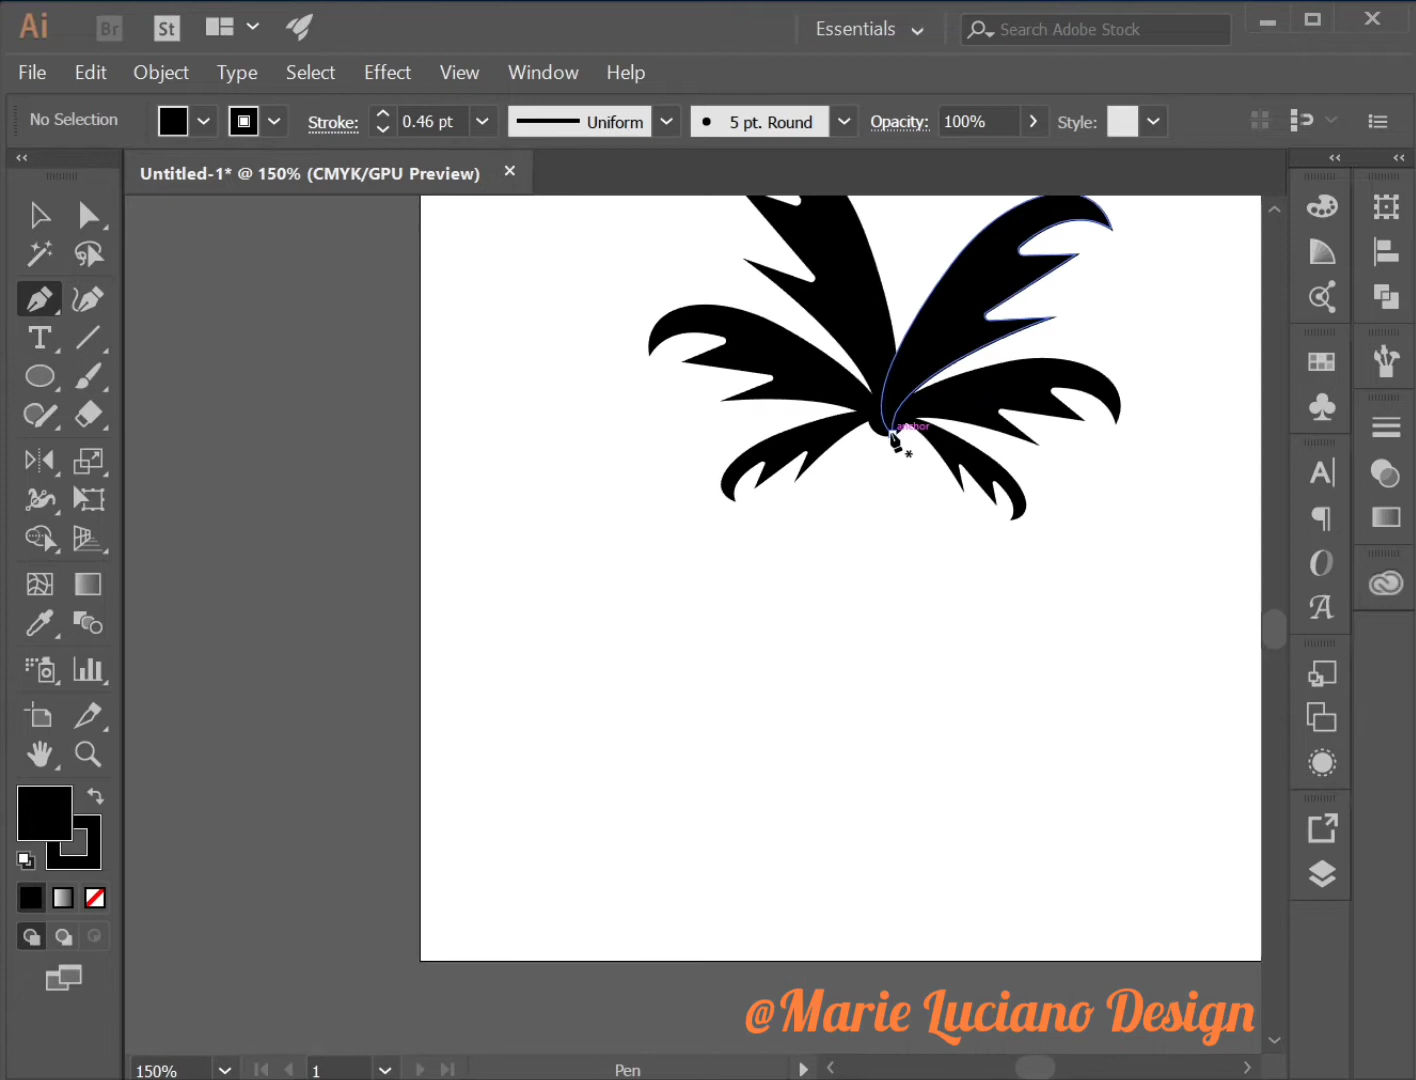 Ai Br St Essentials Search Adobe Stock
File Edit Object Type Select Effect View Window Help
No Selection Stroke: 0.46 pt Uniform 5 pt. Round Opacity: 100% Style:
Untitled-1* @ 150% (CMYK/GPU Preview)
anchor
@Marie Luciano Design
150% 1 Pen